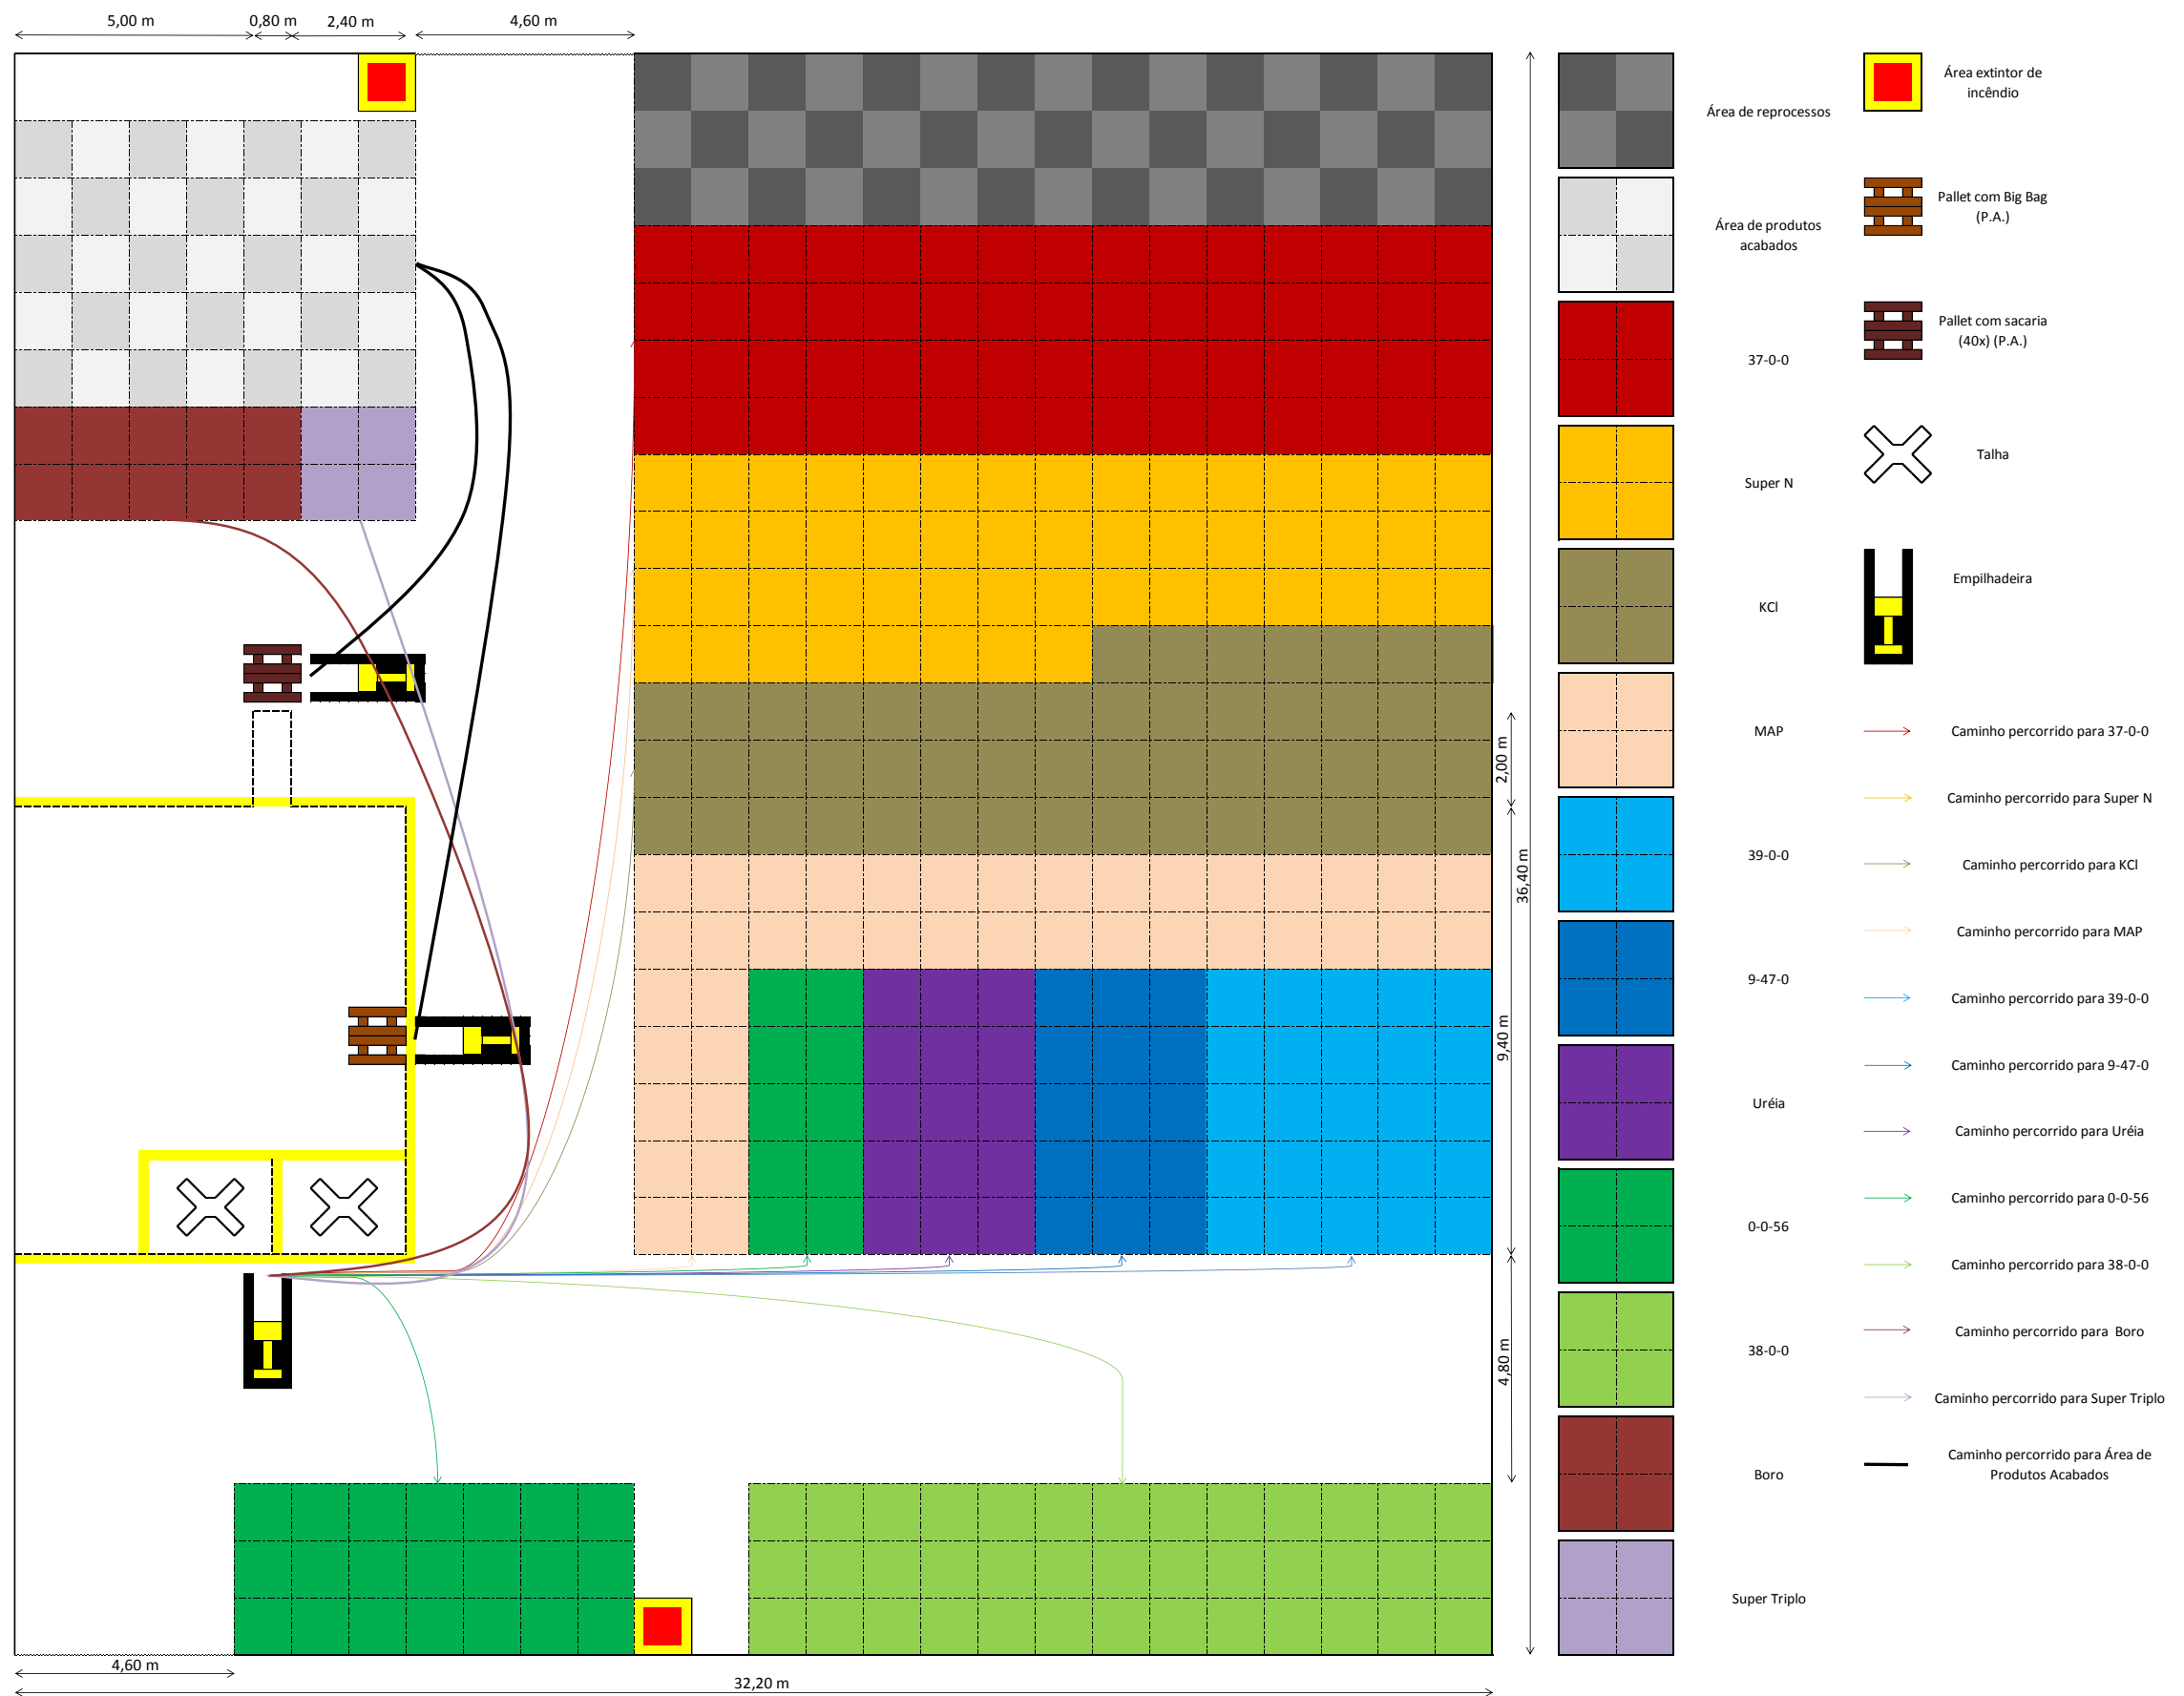 5,00 m
0,80 m
2,40 m
4,60 m
2,00 m
36,40 m
9,40 m
4,80 m
4,60 m
32,20 m
Área de reprocessos
Área de produtos
acabados
37-0-0
Super N
KCl
MAP
39-0-0
9-47-0
Uréia
0-0-56
38-0-0
Boro
Super Triplo
Área extintor de
incêndio
Pallet com Big Bag
(P.A.)
Pallet com sacaria
(40x) (P.A.)
Talha
Empilhadeira
Caminho percorrido para 37-0-0
Caminho percorrido para Super N
Caminho percorrido para KCl
Caminho percorrido para MAP
Caminho percorrido para 39-0-0
Caminho percorrido para 9-47-0
Caminho percorrido para Uréia
Caminho percorrido para 0-0-56
Caminho percorrido para 38-0-0
Caminho percorrido para Boro
Caminho percorrido para Super Triplo
Caminho percorrido para Área de
Produtos Acabados